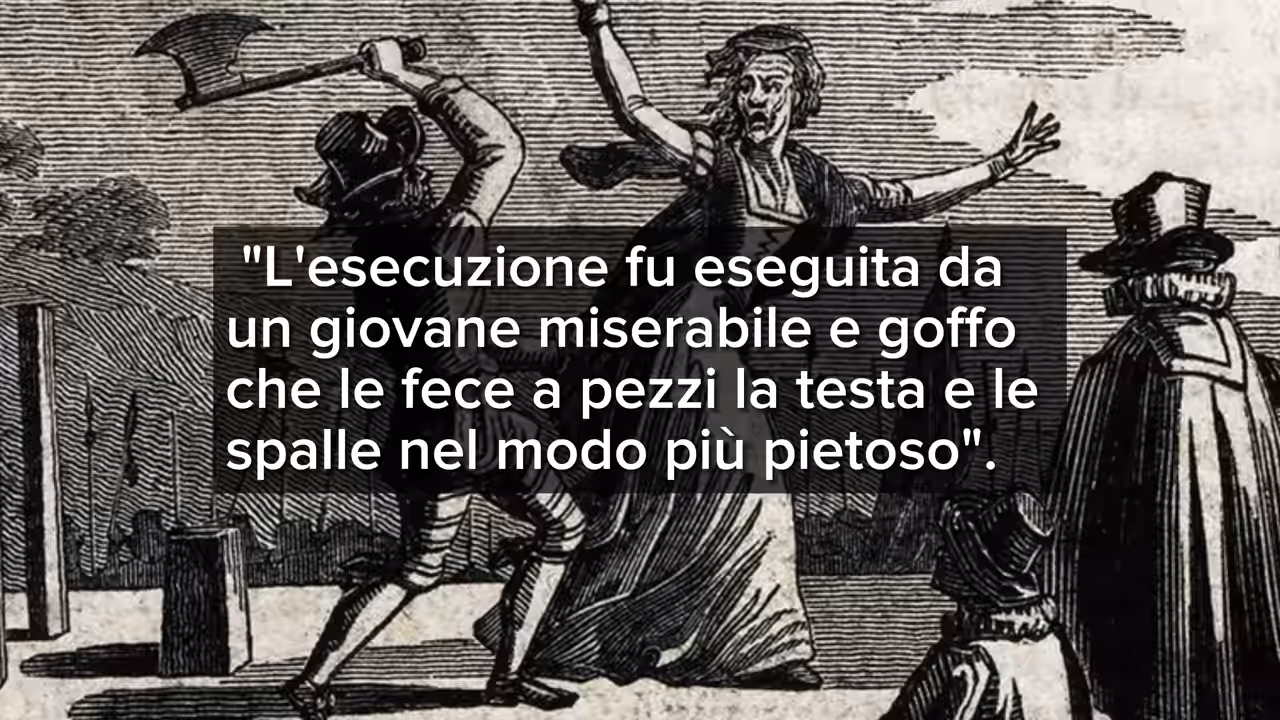 "L'esecuzione fu eseguita da
un giovane miserabile e goffo
che le fece a pezzi la testa e le
spalle nel modo più pietoso".